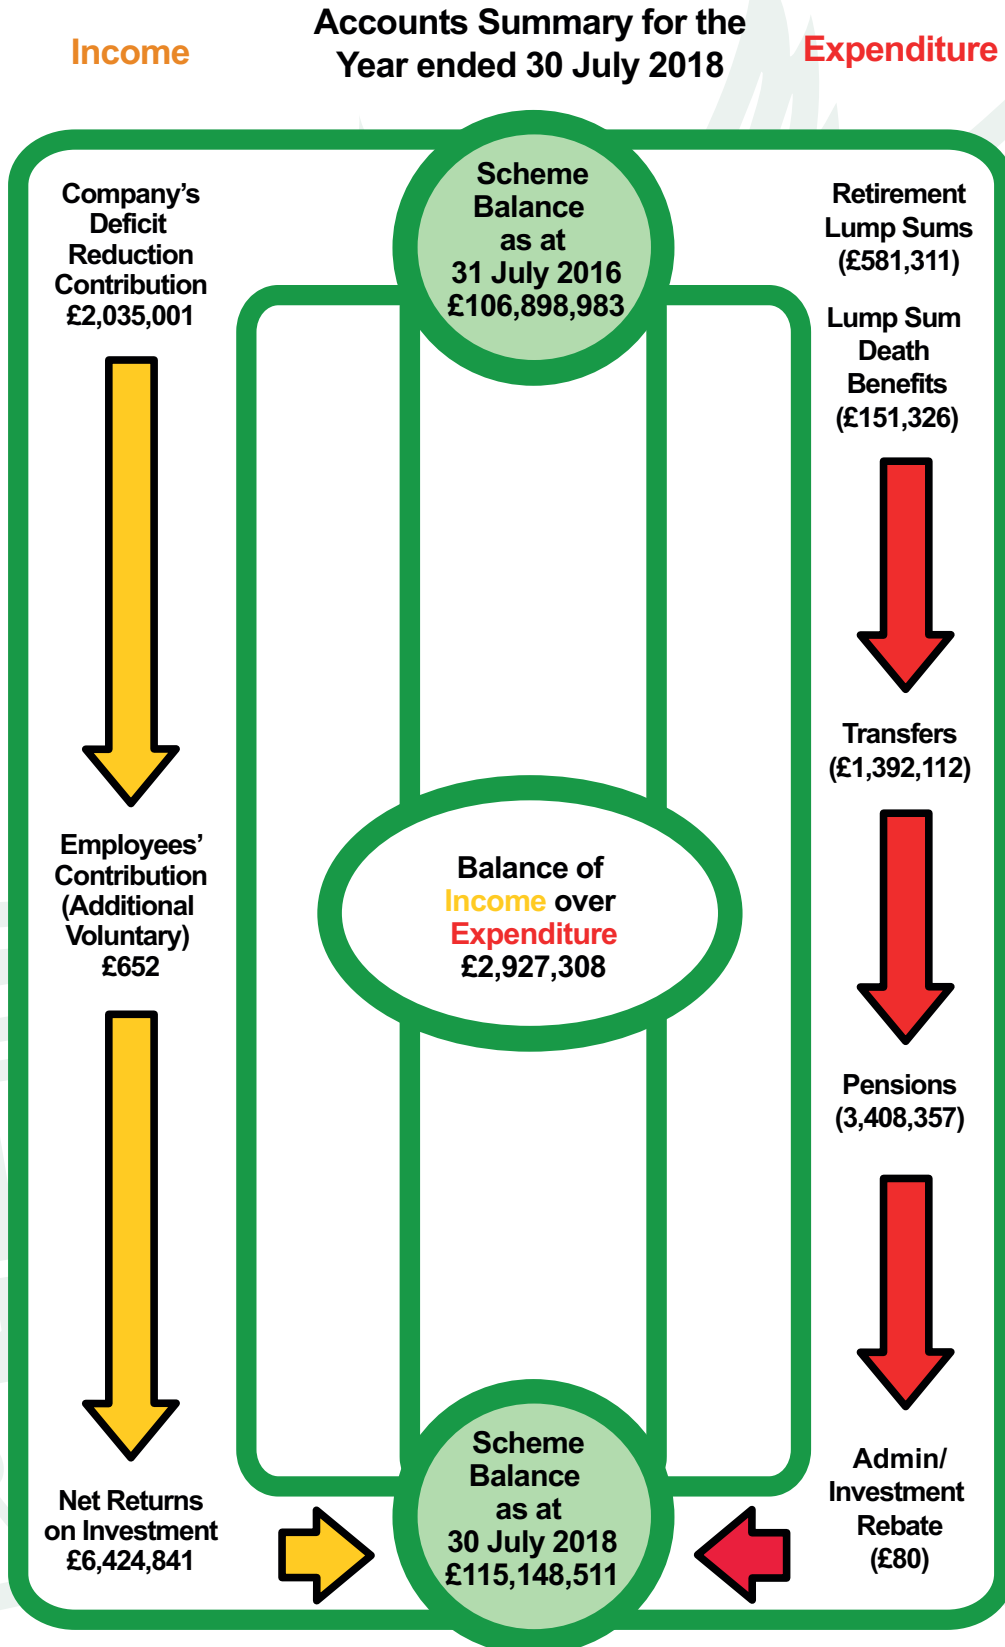 Income
Accounts Summary for the
Year ended 30 July 2018
Expenditure
Company’s
Deficit
Reduction
Contribution
£2,035,001
Employees’
Contribution
(Additional
Voluntary)
£652
Net Returns
on Investment
£6,424,841
Scheme
Balance
as at
31 July 2016
£106,898,983
Balance of
Income over
Expenditure
£2,927,308
Scheme
Balance
as at
30 July 2018
£115,148,511
Retirement
Lump Sums
(£581,311)
Lump Sum
Death
Benefits
(£151,326)
Transfers
(£1,392,112)
Pensions
(3,408,357)
Admin/
Investment
Rebate
(£80)